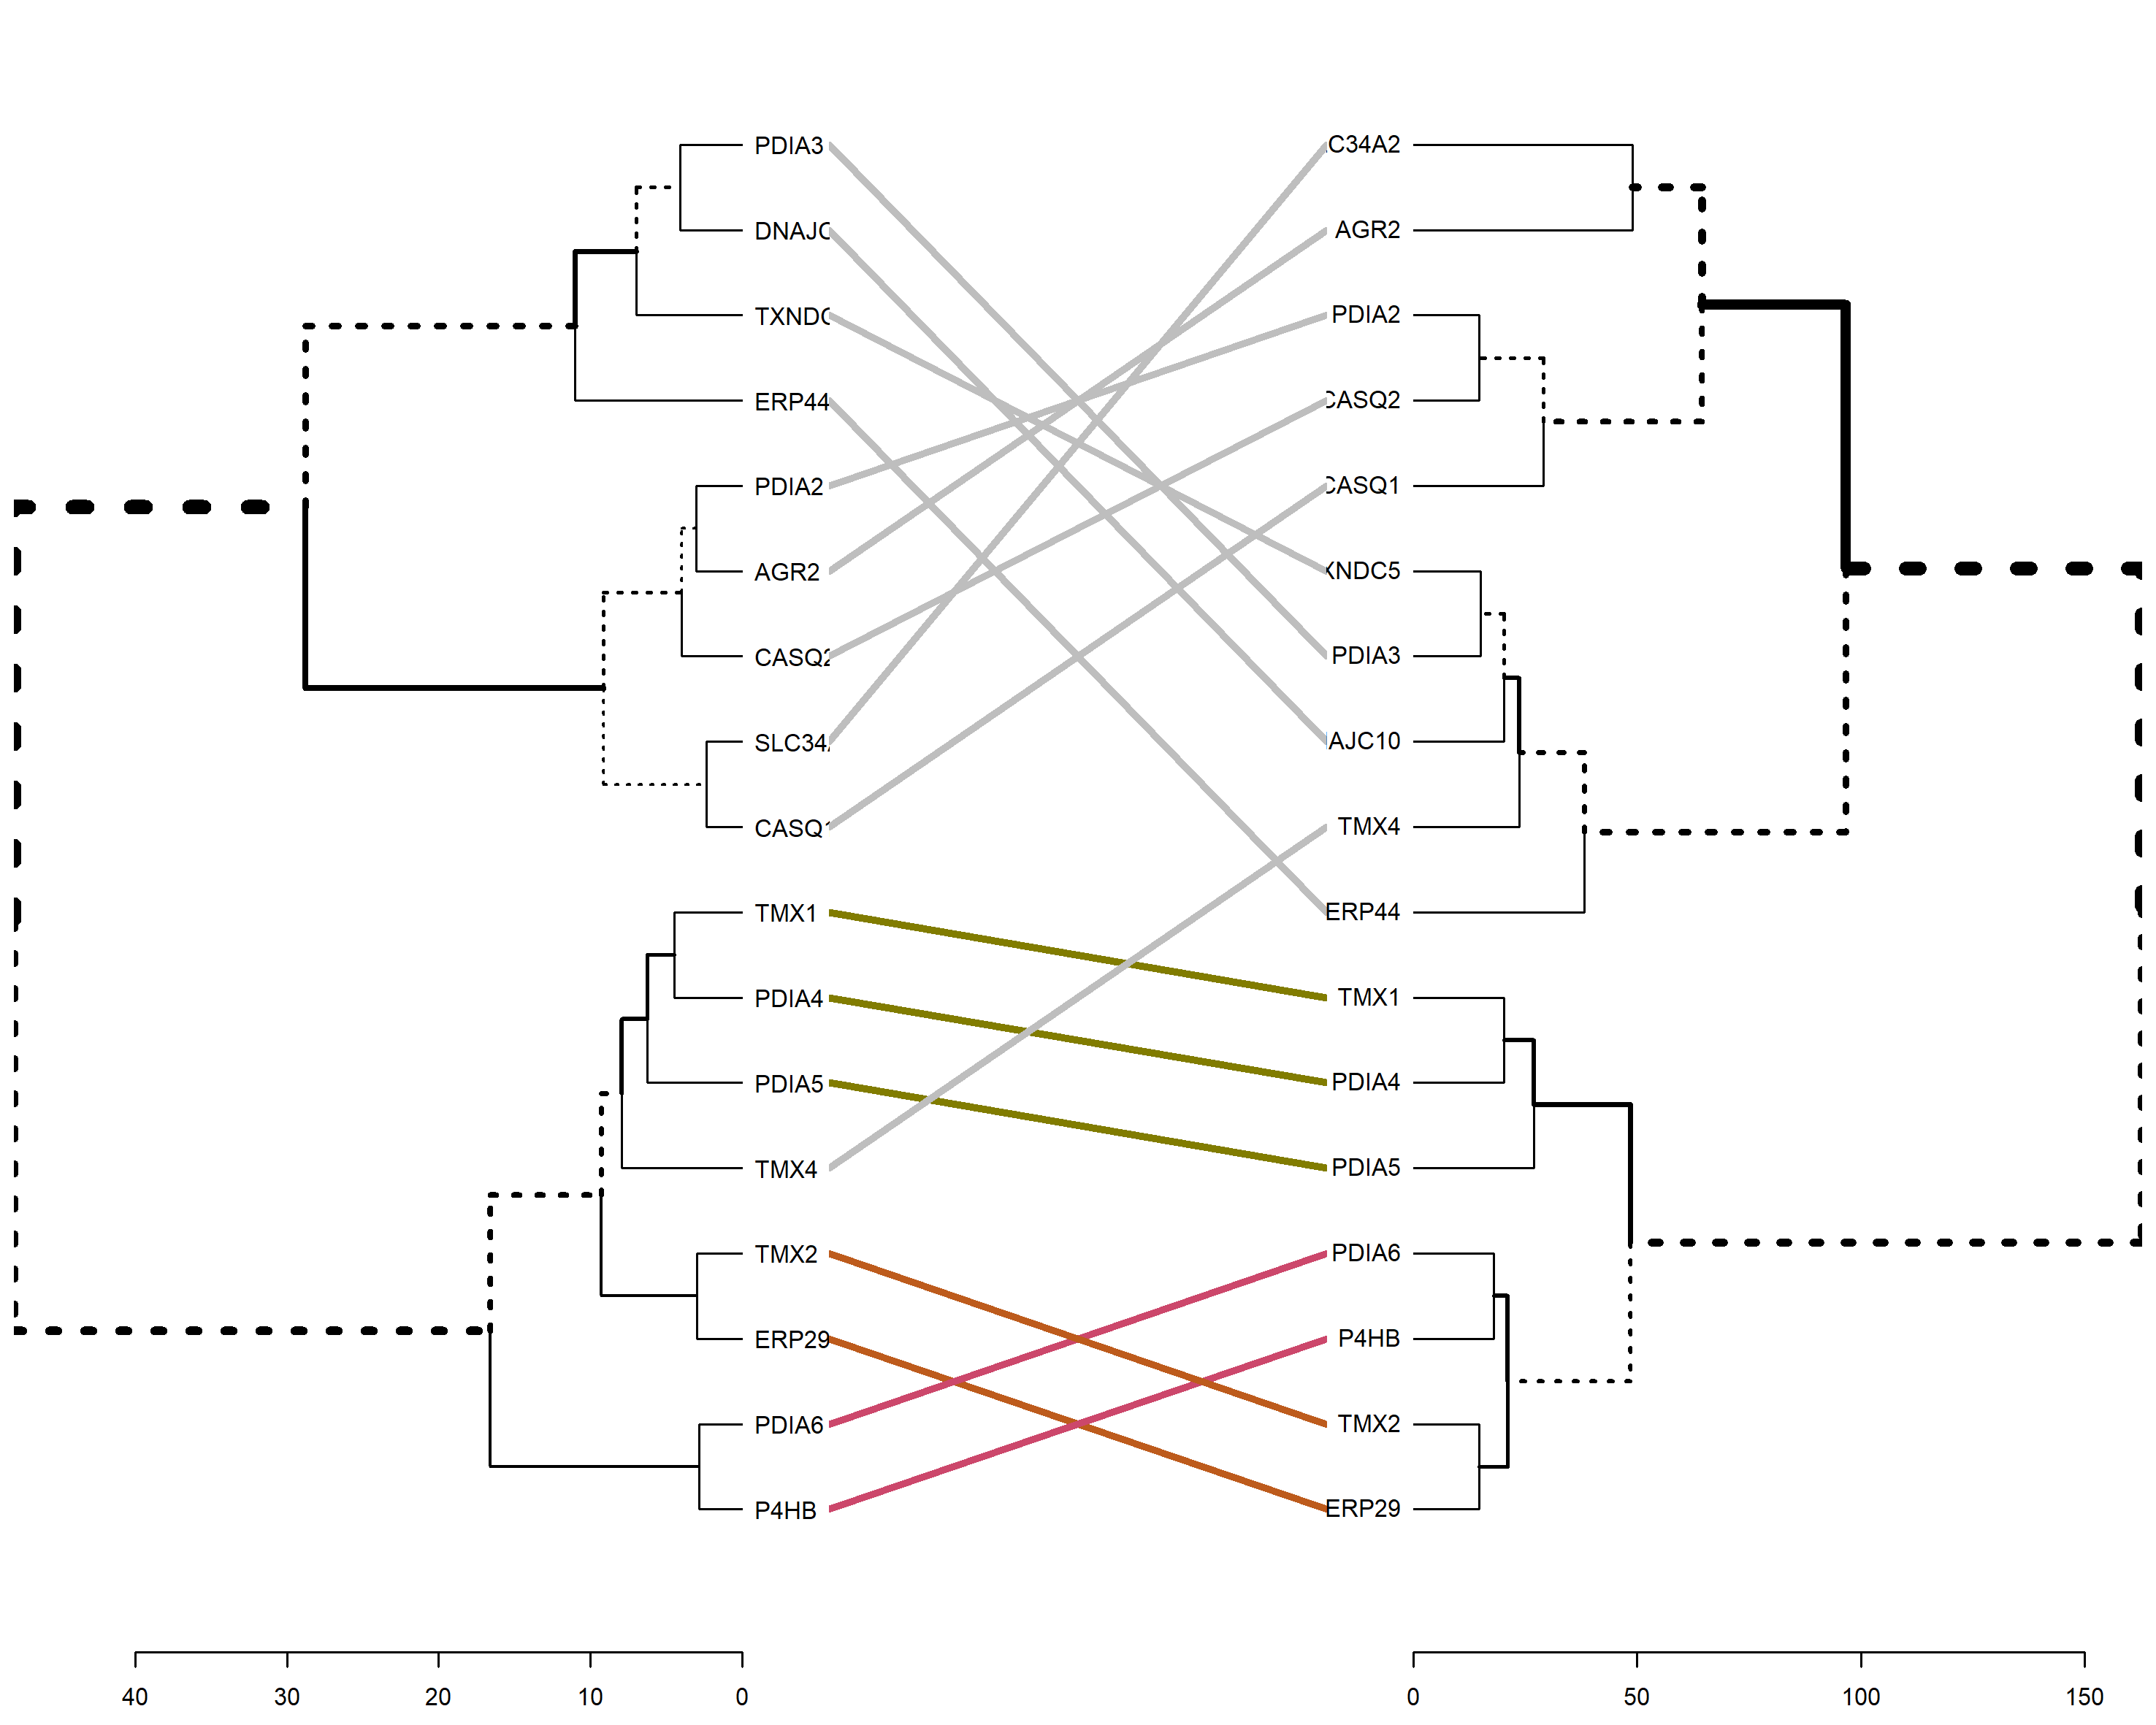 PDIA3
DNAJC
TXNDC
ERP44
PDIA2
AGR2
CASQ2
SLC34
CASQ1
TMX1
PDIA4
PDIA5
TMX4
TMX2
ERP29
PDIA6
P4HB
C34A2
AGR2
PDIA2
CASQ2
CASQ1
XNDC5
PDIA3
AJC10
TMX4
ERP44
TMX1
PDIA4
PDIA5
PDIA6
P4HB
TMX2
ERP29
40 30 20 10 0
0 50 100 150